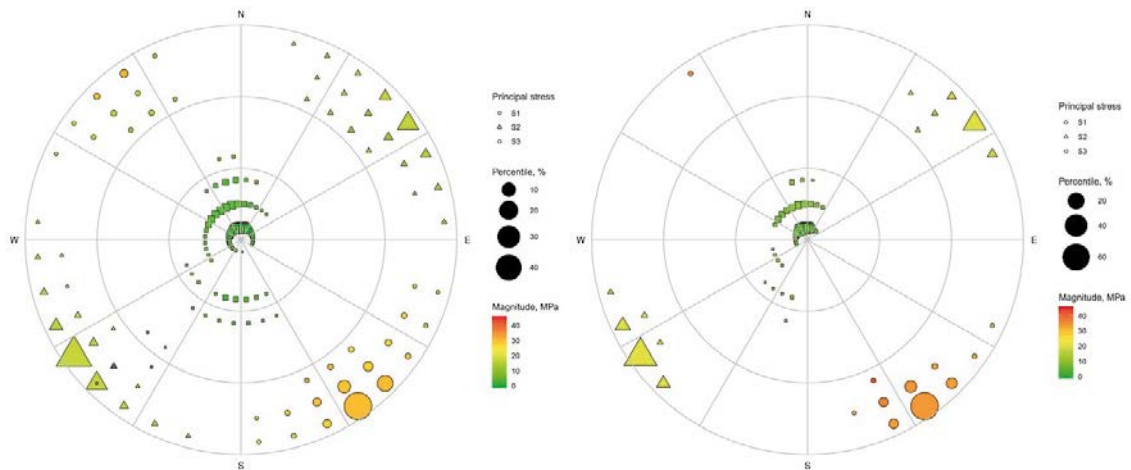 N
W
E
S
Principal stress
S1
S2
S3
Percentile, %
10
20
30
40
Magnitude, MPa
40
30
20
10
0
N
W
E
S
Principal stress
S1
S2
S3
Percentile, %
20
40
60
Magnitude, MPa
40
30
20
10
0